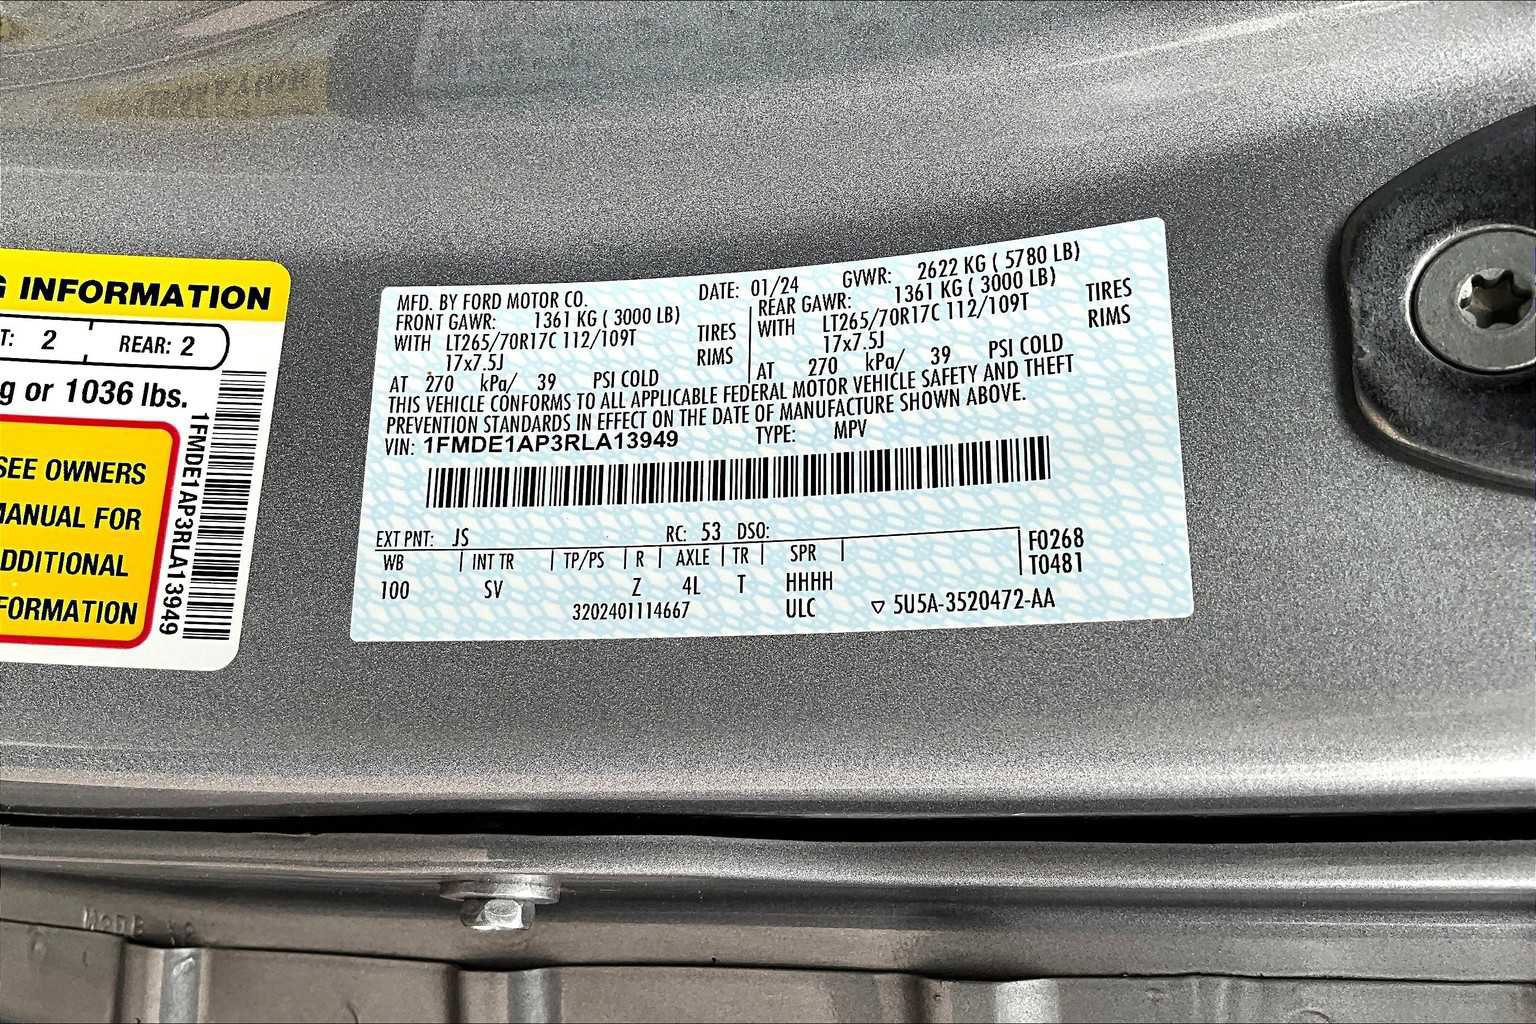 G INFORMATION
T: 2 REAR: 2
g or 1036 lbs.
SEE OWNERS
MANUAL FOR
ADDITIONAL
FORMATION
1FMDE1AP3RLA13949
MFD. BY FORD MOTOR CO. DATE: 01/24 GVWR: 2622 KG ( 5780 LB)
FRONT GAWR: 1361 KG ( 3000 LB) REAR GAWR: 1361 KG ( 3000 LB)
WITH LT265/70R17C 112/109T TIRES WITH LT265/70R17C 112/109T TIRES
17x7.5J RIMS 17x7.5J RIMS
AT 270 kPa/ 39 PSI COLD AT 270 kPa/ 39 PSI COLD
THIS VEHICLE CONFORMS TO ALL APPLICABLE FEDERAL MOTOR VEHICLE SAFETY AND THEFT
PREVENTION STANDARDS IN EFFECT ON THE DATE OF MANUFACTURE SHOWN ABOVE.
VIN: 1FMDE1AP3RLA13949 TYPE: MPV
EXT PNT: JS RC: 53 DSO: F0268
WB INT TR TP/PS R AXLE TR SPR T0481
100 SV Z 4L T HHHH
3202401114667 ULC ▽ 5U5A-3520472-AA